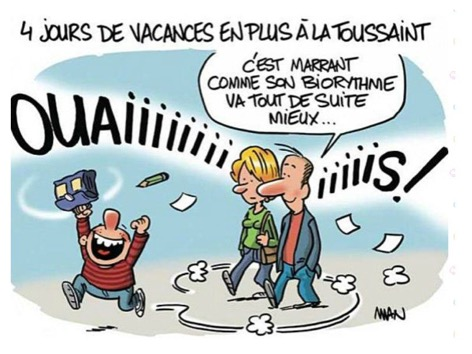 4 JOURS DE VACANCES EN PLUS À LA TOUSSAINT
C'EST MARRANT
COMME SON BIORYTHME
VA TOUT DE SUITE
MIEUX...
OUAiiiiiiiii
iiiiiis!
MAN